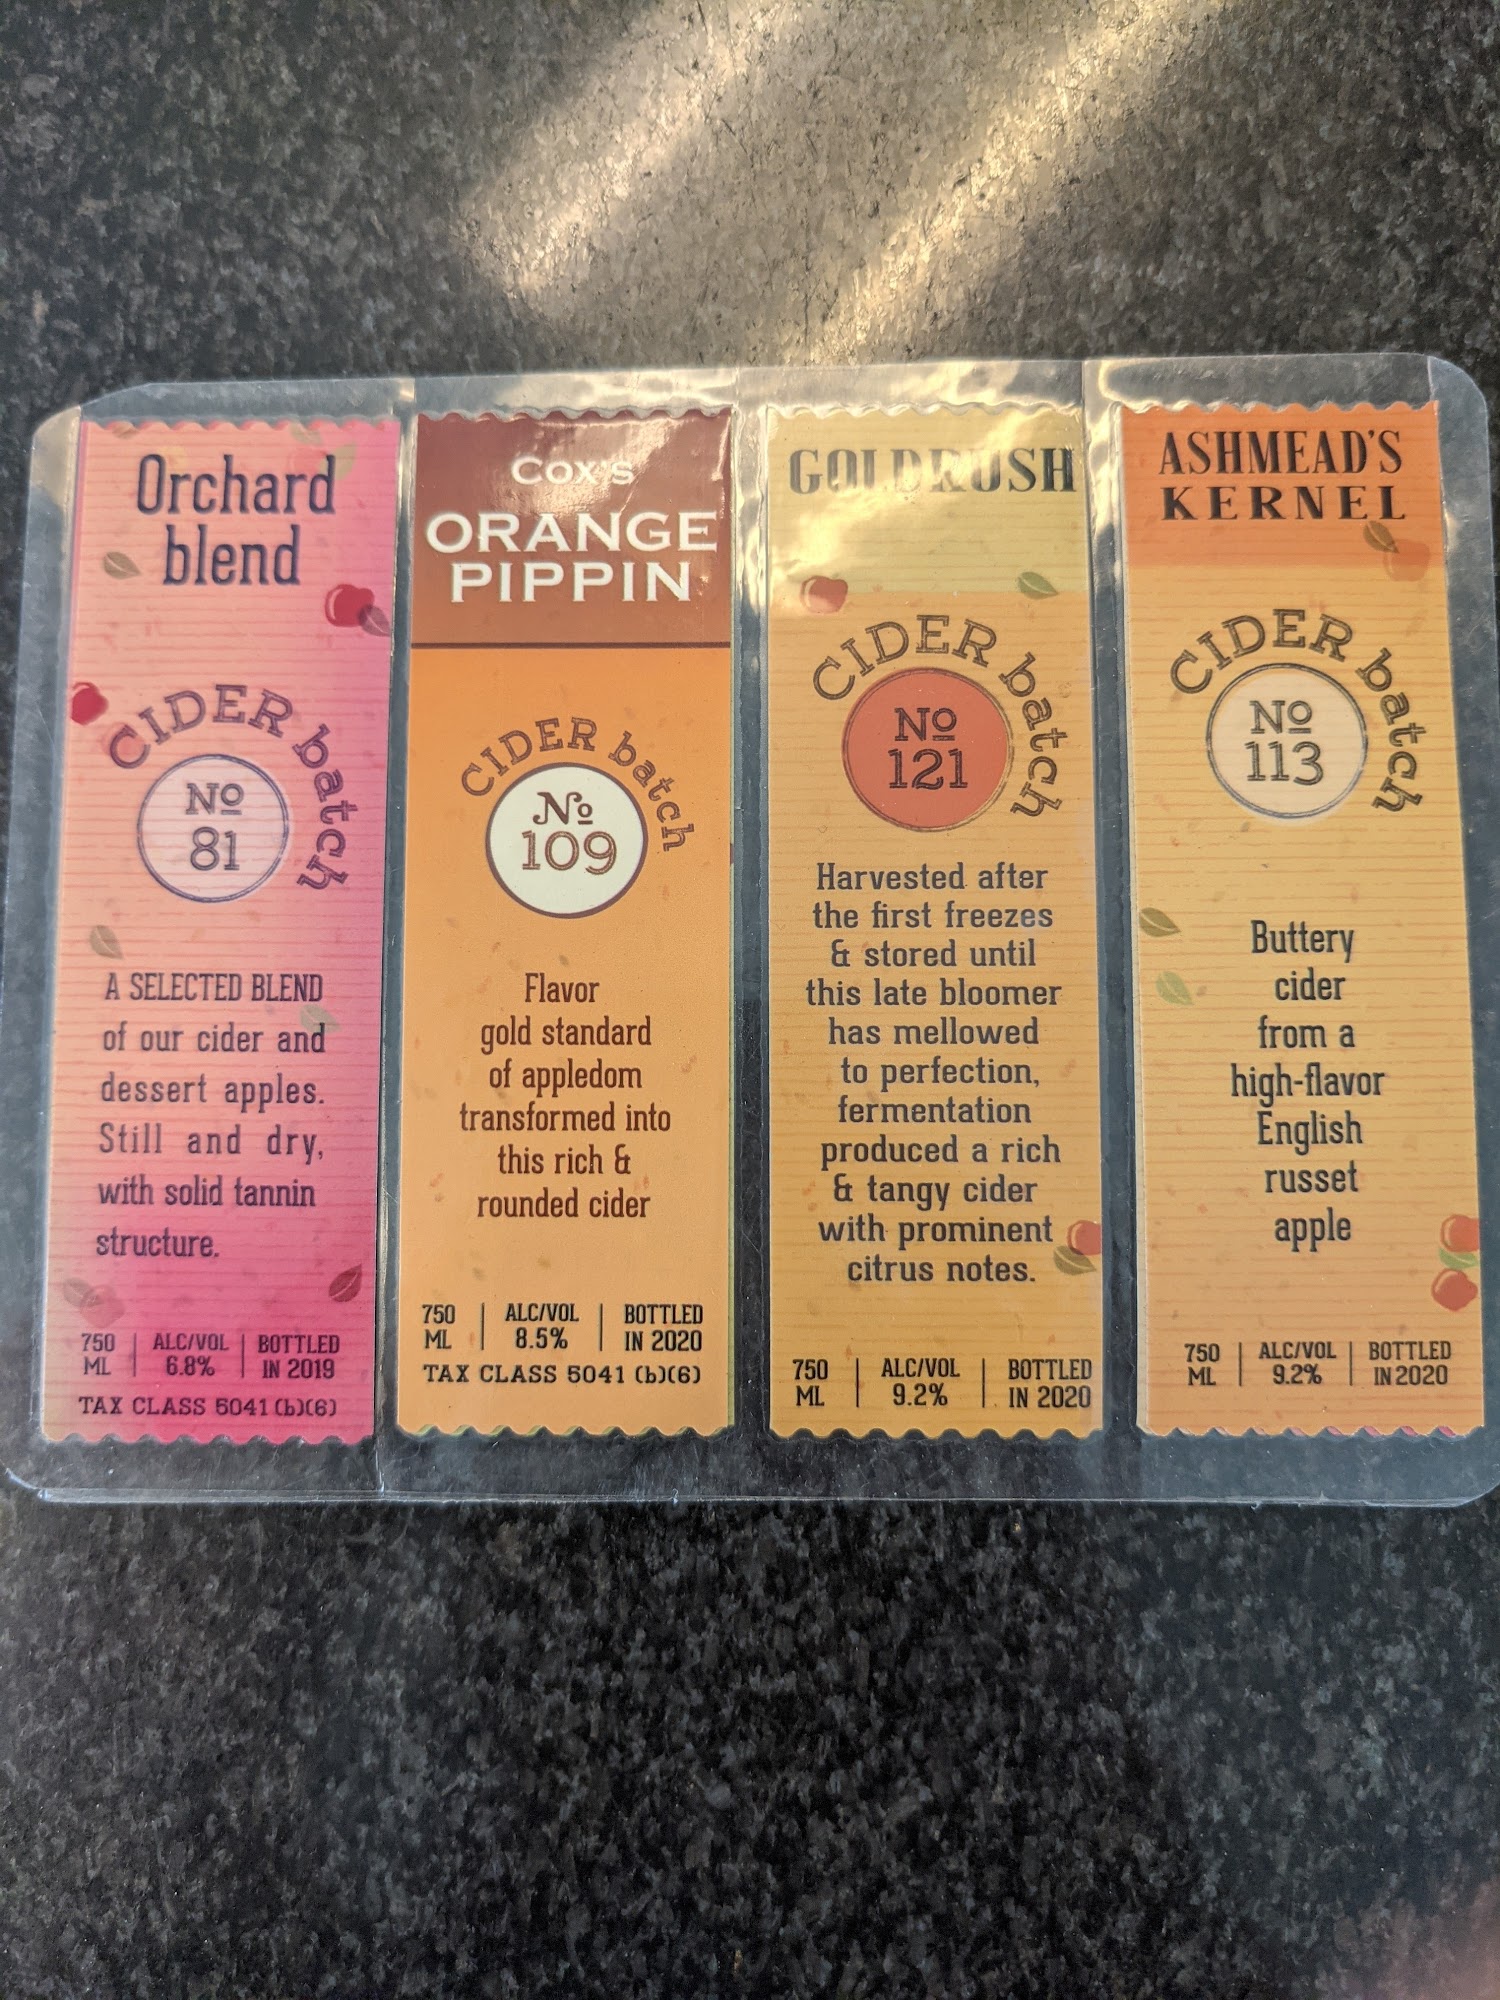 Orchard
blend
CIDER batch
No
81
A SELECTED BLEND
of our cider and
dessert apples.
Still and dry,
with solid tannin
structure.
750 ML | ALC/VOL 6.8% | BOTTLED IN 2019
TAX CLASS 5041 (b)(6)
Cox's
ORANGE
PIPPIN
CIDER batch
No
109
Flavor
gold standard
of appledom
transformed into
this rich &
rounded cider
750 ML | ALC/VOL 8.5% | BOTTLED IN 2020
TAX CLASS 5041 (b)(6)
GOLDRUSH
CIDER batch
No
121
Harvested after
the first freezes
& stored until
this late bloomer
has mellowed
to perfection,
fermentation
produced a rich
& tangy cider
with prominent
citrus notes.
750 ML | ALC/VOL 9.2% | BOTTLED IN 2020
ASHMEAD'S
KERNEL
CIDER batch
No
113
Buttery
cider
from a
high-flavor
English
russet
apple
750 ML | ALC/VOL 9.2% | BOTTLED IN 2020